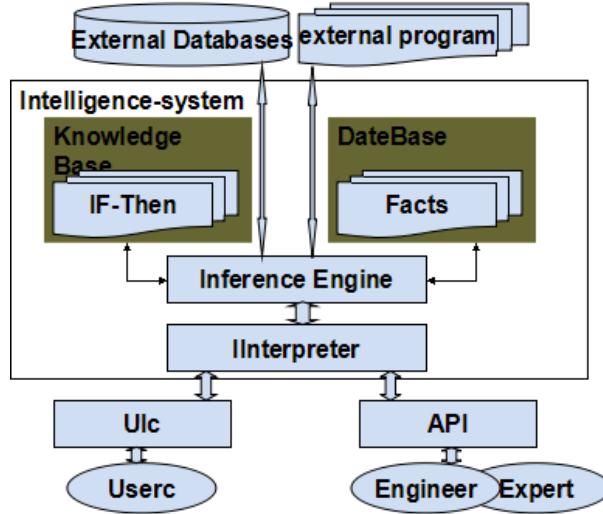 External Databases
external program
Intelligence-system
Knowledge
Base
IF-Then
DateBase
Facts
Inference Engine
IInterpreter
UIc
API
Userc
Engineer
Expert